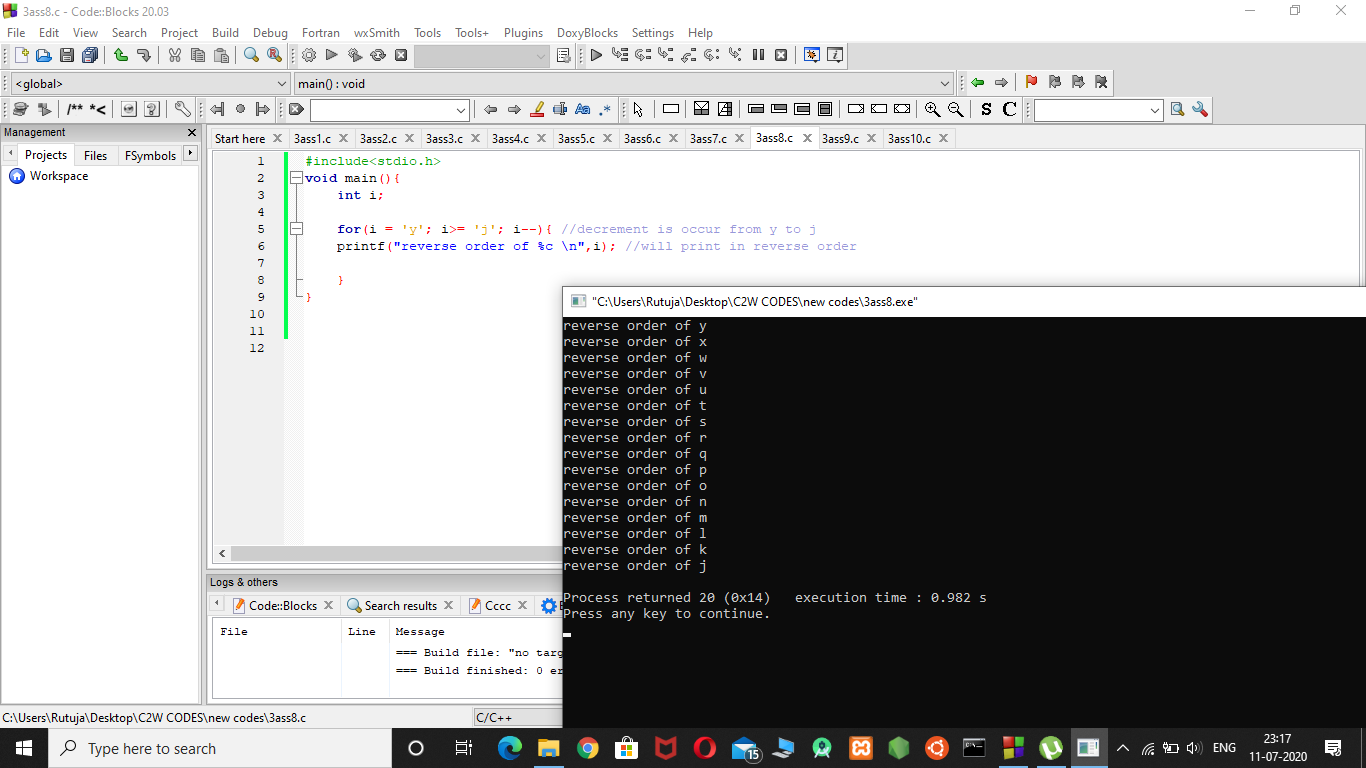 3ass8.c - Code::Blocks 20.03
File Edit View Search Project Build Debug Fortran wxSmith Tools Tools+ Plugins DoxyBlocks Settings Help
<global> main() : void
/** *< Aa .* S C
Management
Projects Files FSymbols
Workspace
Start here 3ass1.c 3ass2.c 3ass3.c 3ass4.c 3ass5.c 3ass6.c 3ass7.c 3ass8.c 3ass9.c 3ass10.c
1 #include<stdio.h>
2 void main(){
3 int i;
4
5 for(i = 'y'; i>= 'j'; i--){ //decrement is occur from y to j
6 printf("reverse order of %c \n",i); //will print in reverse order
7
8 }
9 }
10
11
12
"C:\Users\Rutuja\Desktop\C2W CODES\new codes\3ass8.exe"
reverse order of y
reverse order of x
reverse order of w
reverse order of v
reverse order of u
reverse order of t
reverse order of s
reverse order of r
reverse order of q
reverse order of p
reverse order of o
reverse order of n
reverse order of m
reverse order of l
reverse order of k
reverse order of j
Process returned 20 (0x14) execution time : 0.982 s
Press any key to continue.
Logs & others
Code::Blocks Search results Cccc
File Line Message
=== Build file: "no targ
=== Build finished: 0 er
C:\Users\Rutuja\Desktop\C2W CODES\new codes\3ass8.c C/C++
Type here to search 15 ENG 23:17
11-07-2020